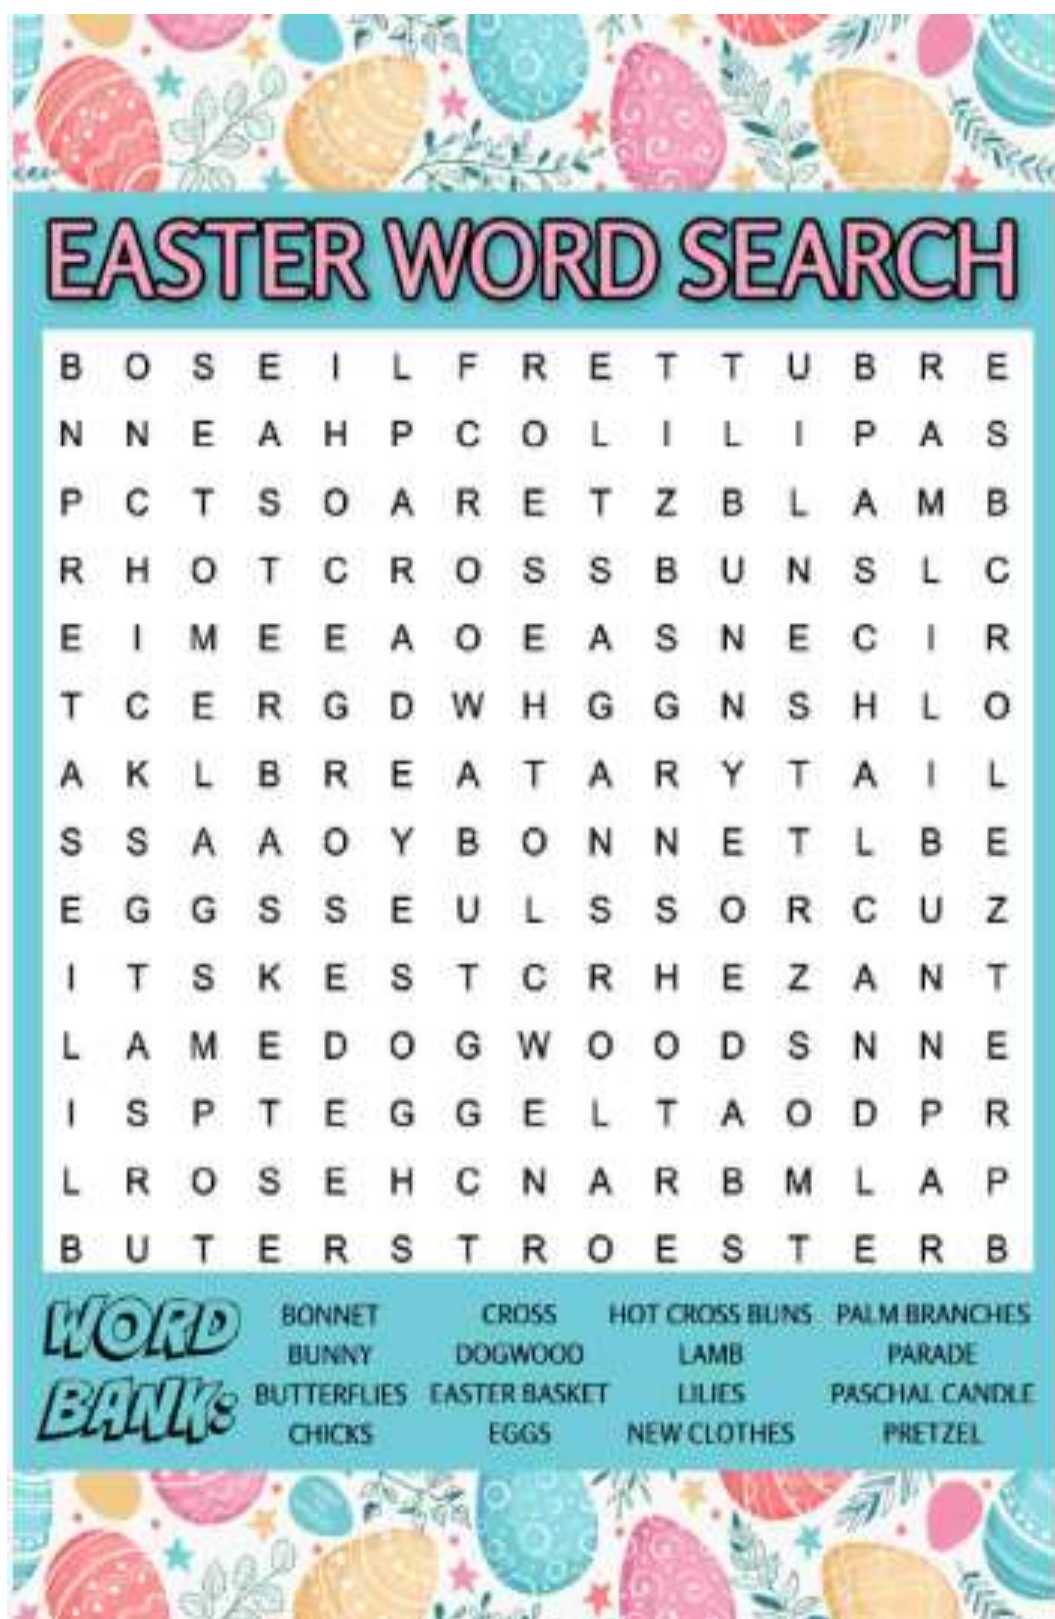 EASTER WORD SEARCH
B O S E I L F R E T T U B R E
N N E A H P C O L I L I P A S
P C T S O A R E T Z B L A M B
R H O T C R O S S B U N S L C
E I M E E A O E A S N E C I R
T C E R G D W H G G N S H L O
A K L B R E A T A R Y T A I L
S S A A O Y B O N N E T L B E
E G G S S E U L S S O R C U Z
I T S K E S T C R H E Z A N T
L A M E D O G W O O D S N N E
I S P T E G G E L T A O D P R
L R O S E H C N A R B M L A P
B U T E R S T R O E S T E R B
WORD BANK:
BONNET CROSS HOT CROSS BUNS PALM BRANCHES
BUNNY DOGWOOD LAMB PARADE
BUTTERFLIES EASTER BASKET LILIES PASCHAL CANDLE
CHICKS EGGS NEW CLOTHES PRETZEL